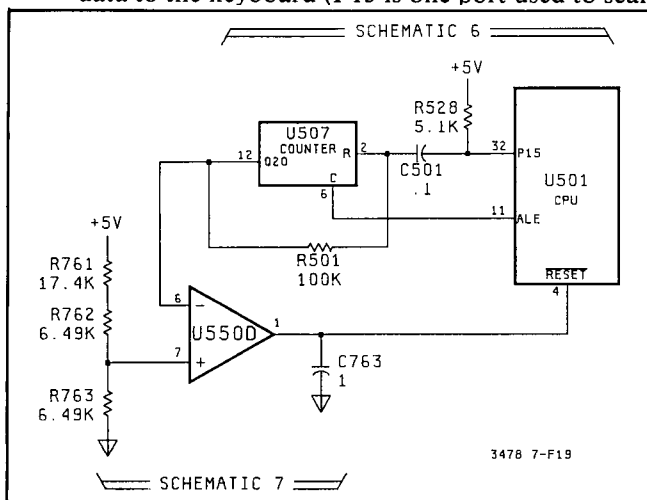 SCHEMATIC 6
+5V
R528
5.1K
U507
COUNTER
12
Q20
R
2
C
6
C501
.1
32
P15
U501
CPU
11
ALE
RESET
4
+5V
R501
100K
R761
17.4K
R762
6.49K
6
-
U550D
1
7
+
C763
1
R763
6.49K
3478 7-F19
SCHEMATIC 7